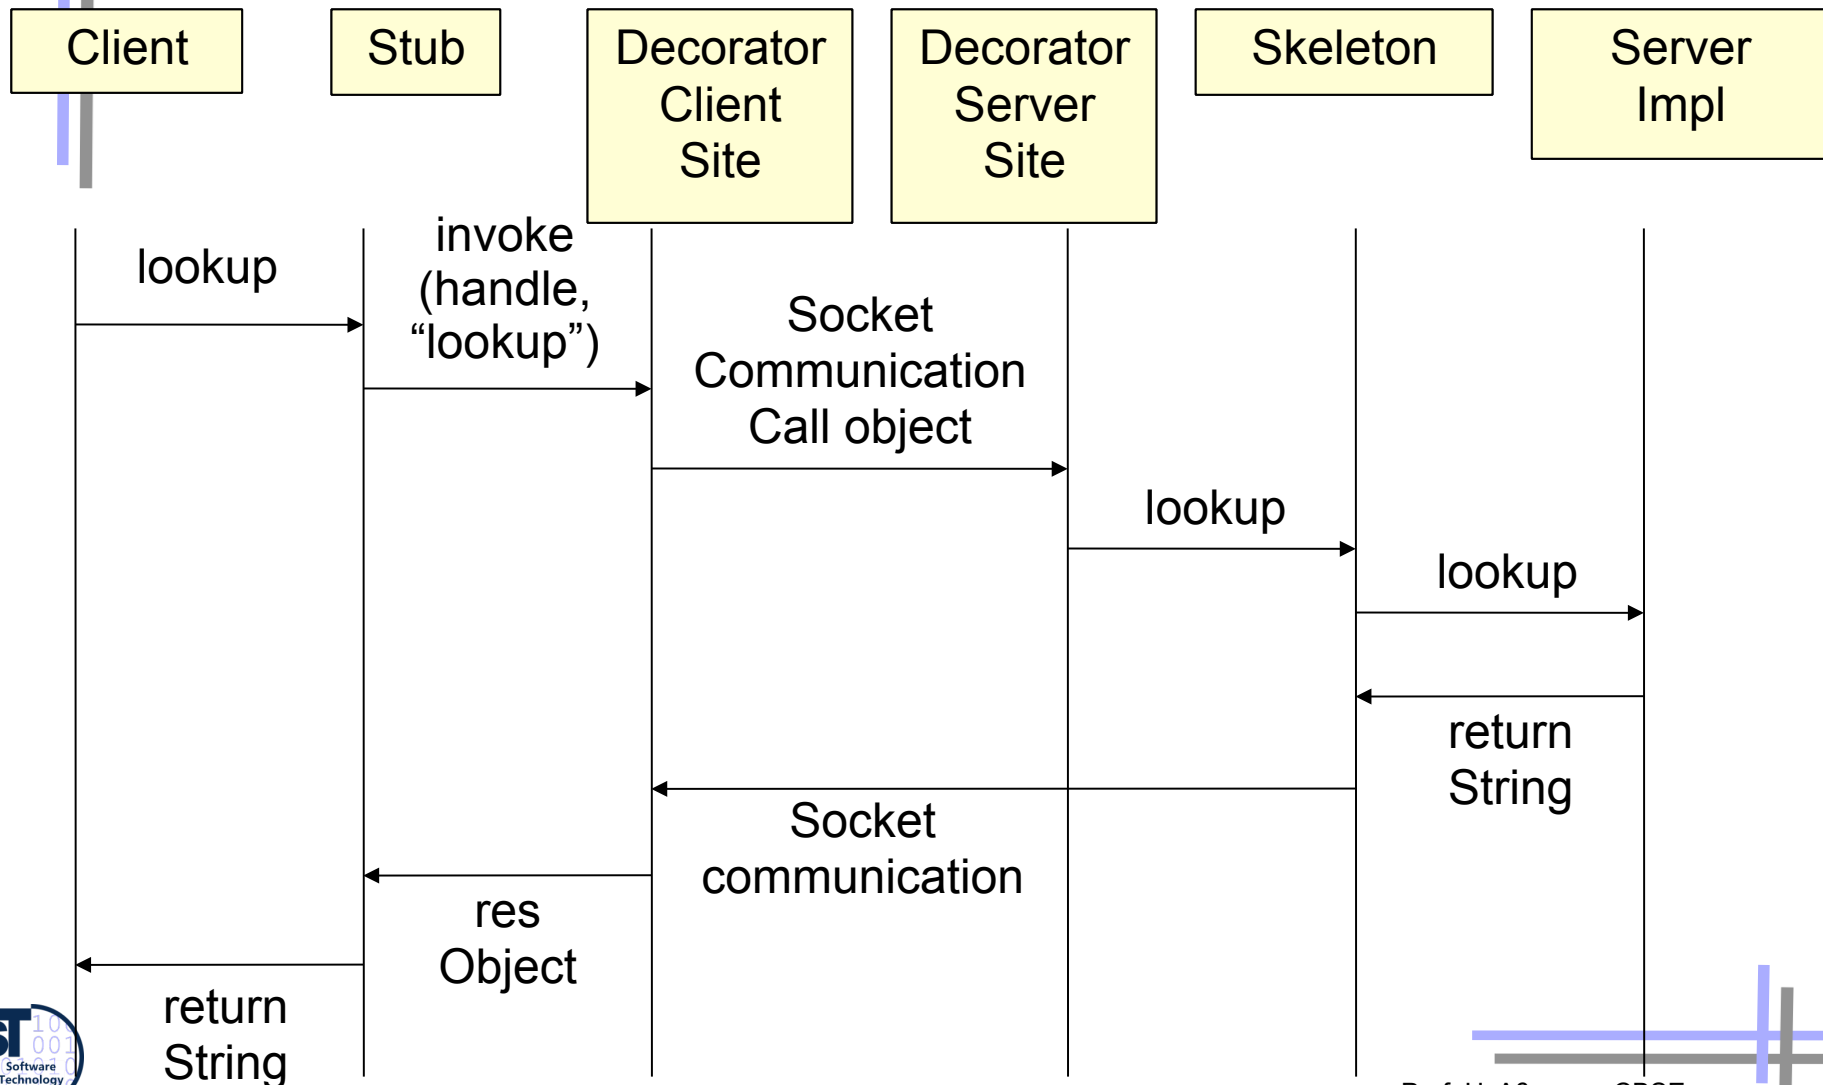 Client
Stub
Decorator
Client
Site
Decorator
Server
Site
Skeleton
Server
Impl
lookup
invoke
(handle,
“lookup”)
Socket
Communication
Call object
lookup
lookup
return
String
Socket
communication
res
Object
return
String
ST
Software
Technology